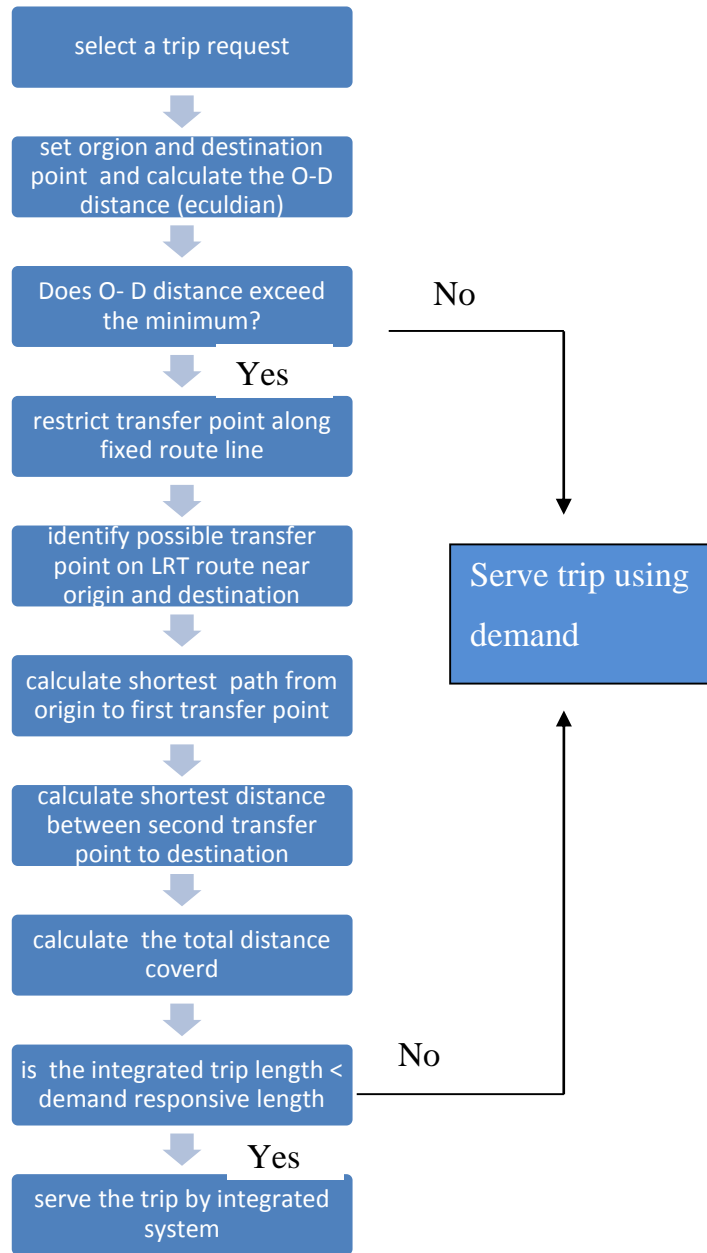 select a trip request
set orgion and destination
point and calculate the O-D
distance (eculdian)
Does O- D distance exceed
the minimum?
No
Yes
restrict transfer point along
fixed route line
identify possible transfer
point on LRT route near
origin and destination
Serve trip using
demand
calculate shortest path from
origin to first transfer point
calculate shortest distance
between second transfer
point to destination
calculate the total distance
coverd
is the integrated trip length <
demand responsive length
No
Yes
serve the trip by integrated
system